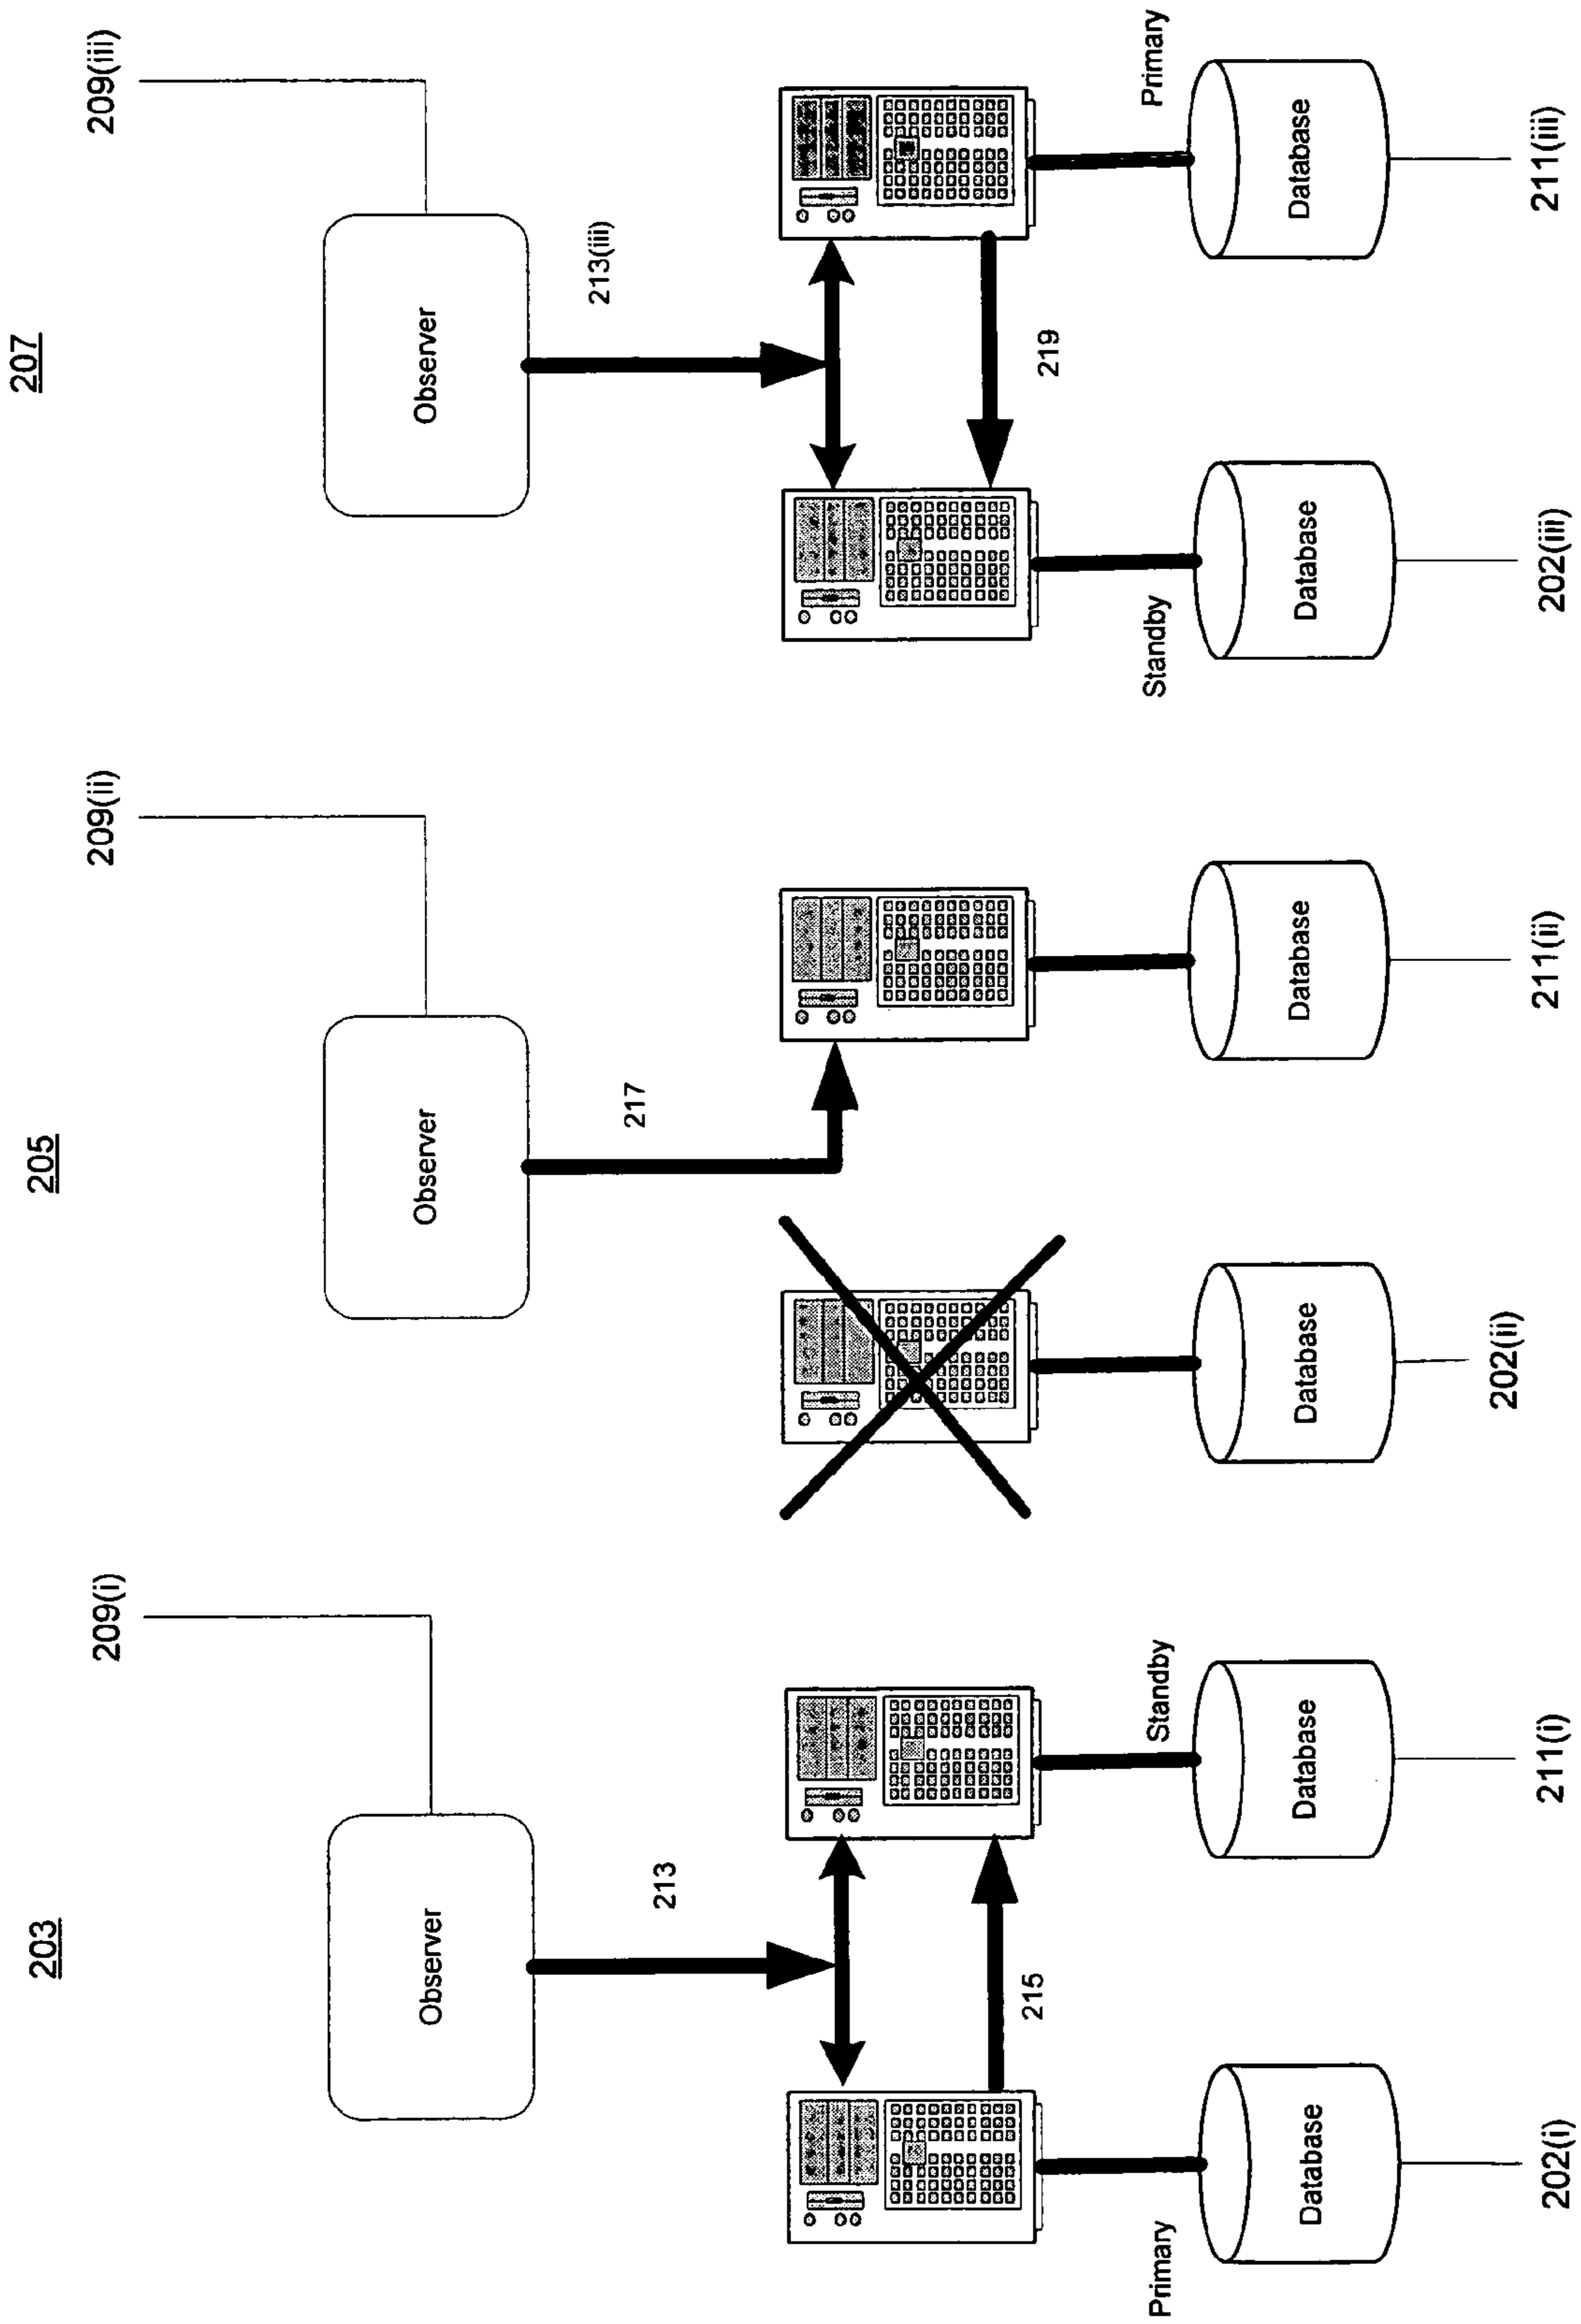 203
205
207
209(i)
209(ii)
209(iii)
Observer
Observer
Observer
213
217
213(iii)
215
219
Primary
Standby
Standby
Primary
Database
Database
Database
Database
Database
Database
202(i)
211(i)
202(ii)
211(ii)
202(iii)
211(iii)